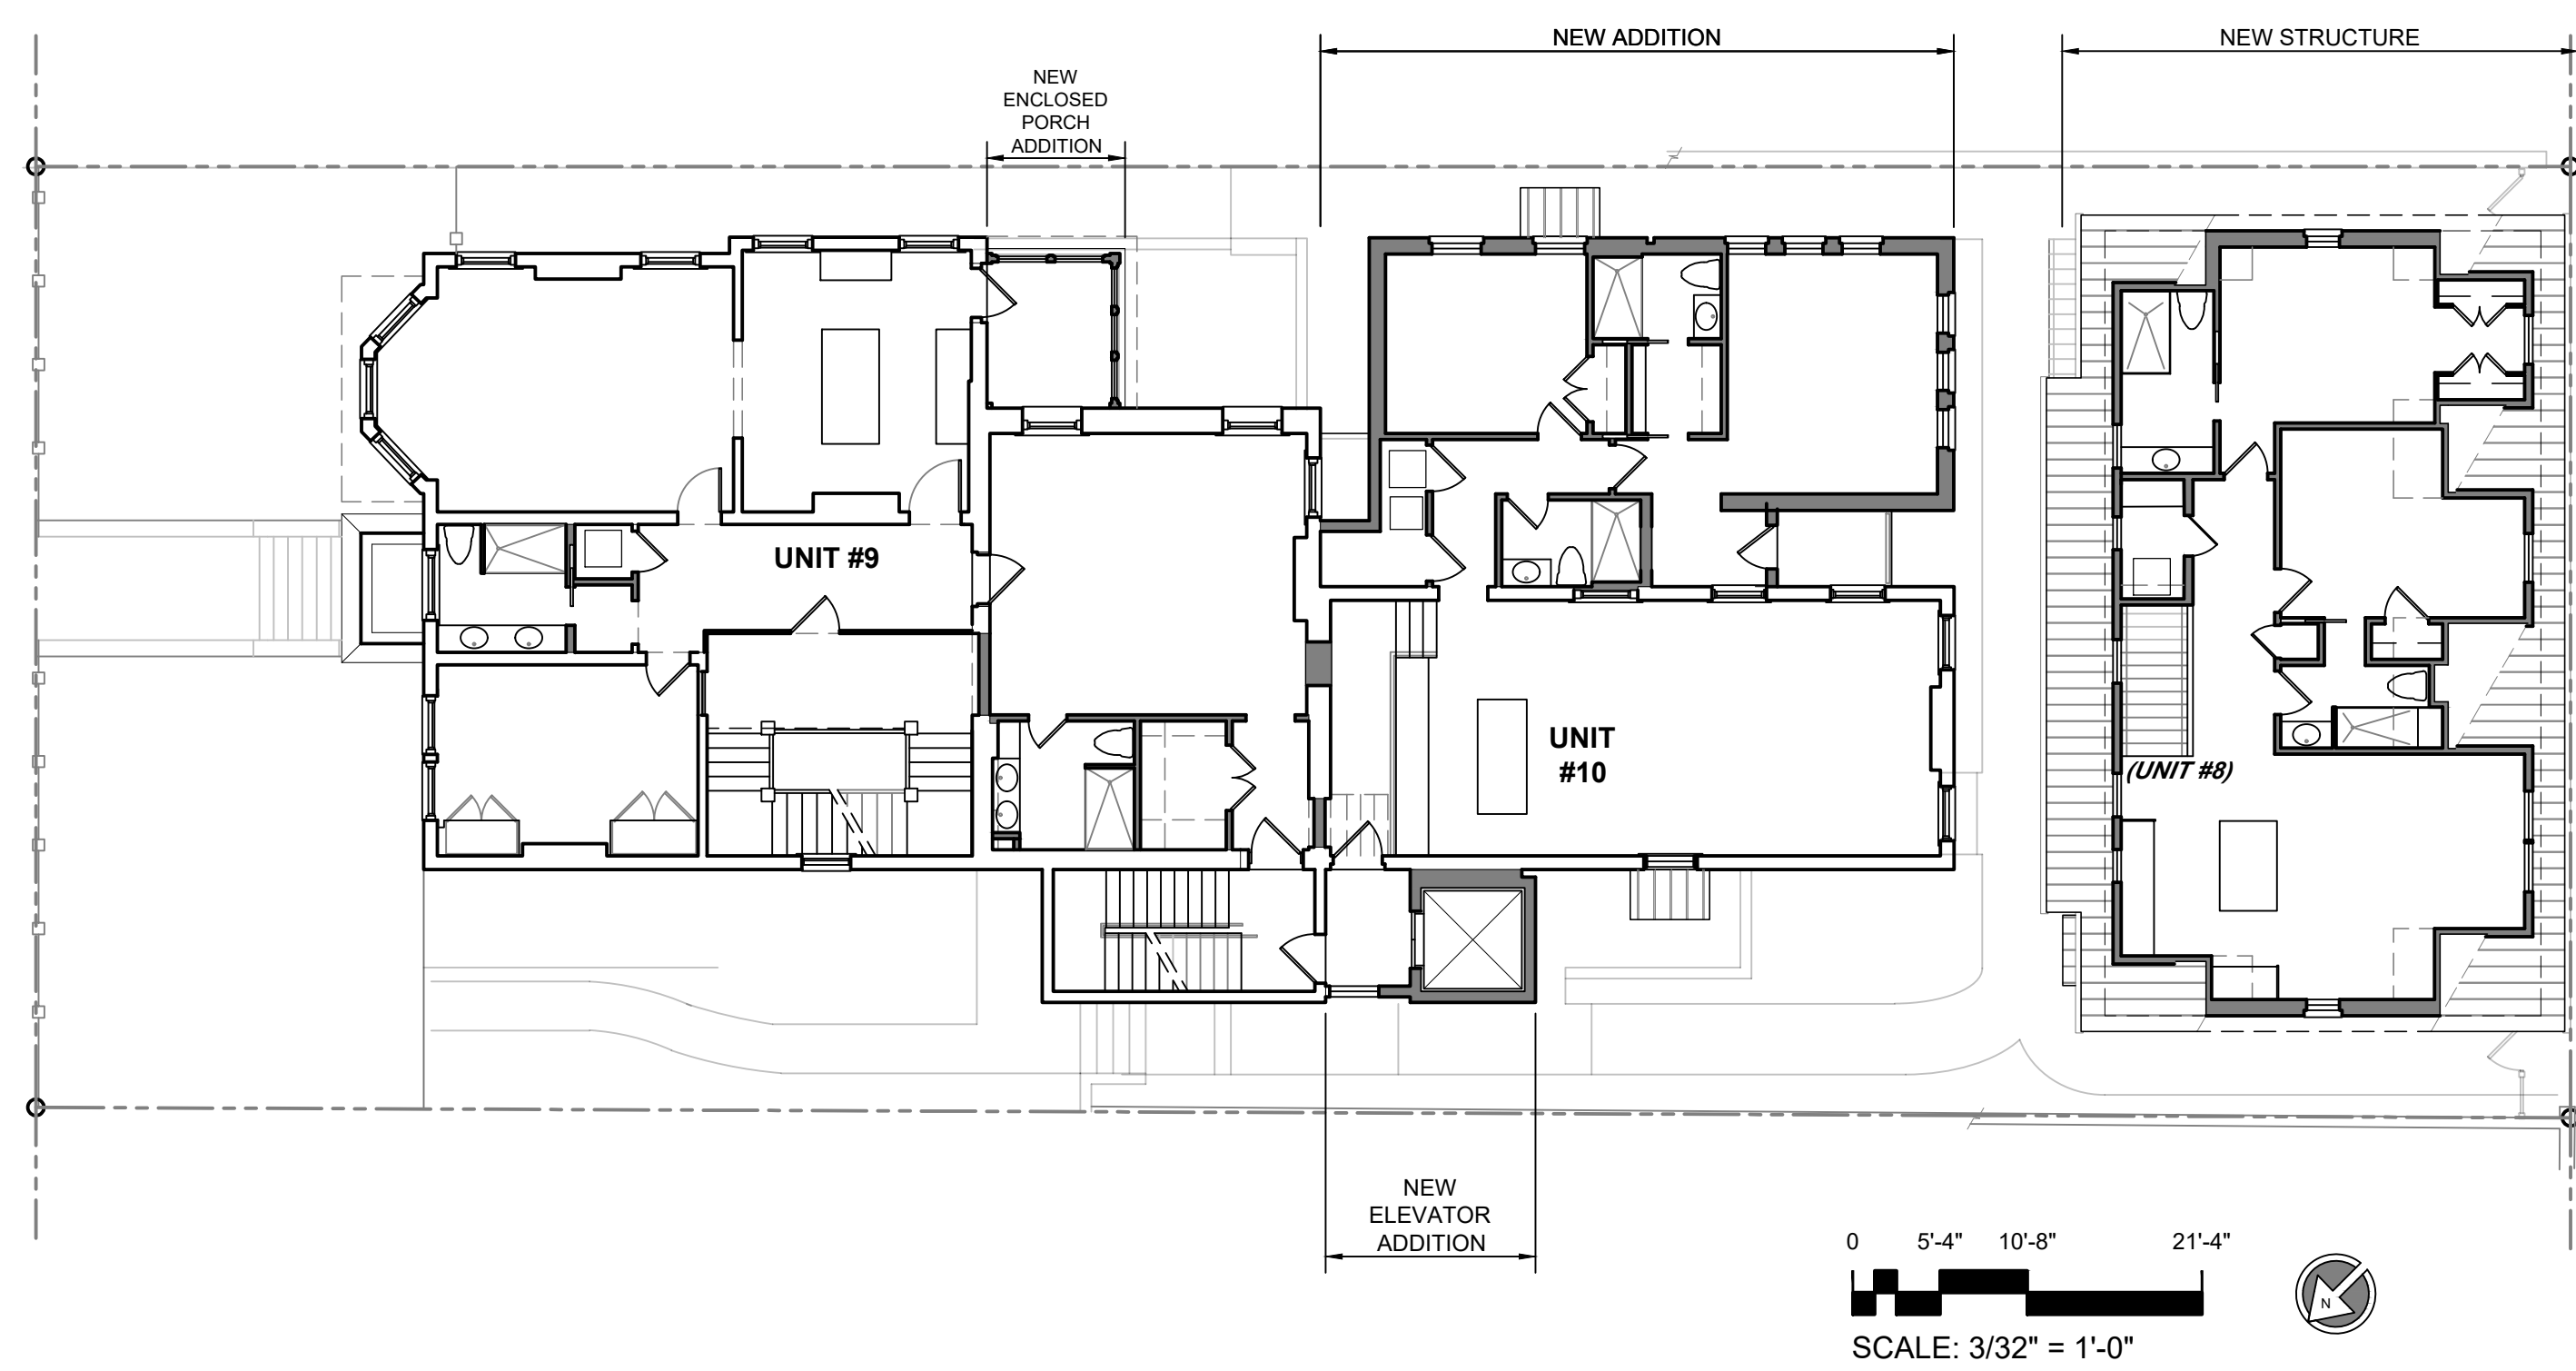 NEW ADDITION
NEW STRUCTURE
NEW
ENCLOSED
PORCH
ADDITION
UNIT #9
UNIT
#10
(UNIT #8)
NEW
ELEVATOR
ADDITION
0 5'-4" 10'-8" 21'-4"
N
SCALE: 3/32" = 1'-0"